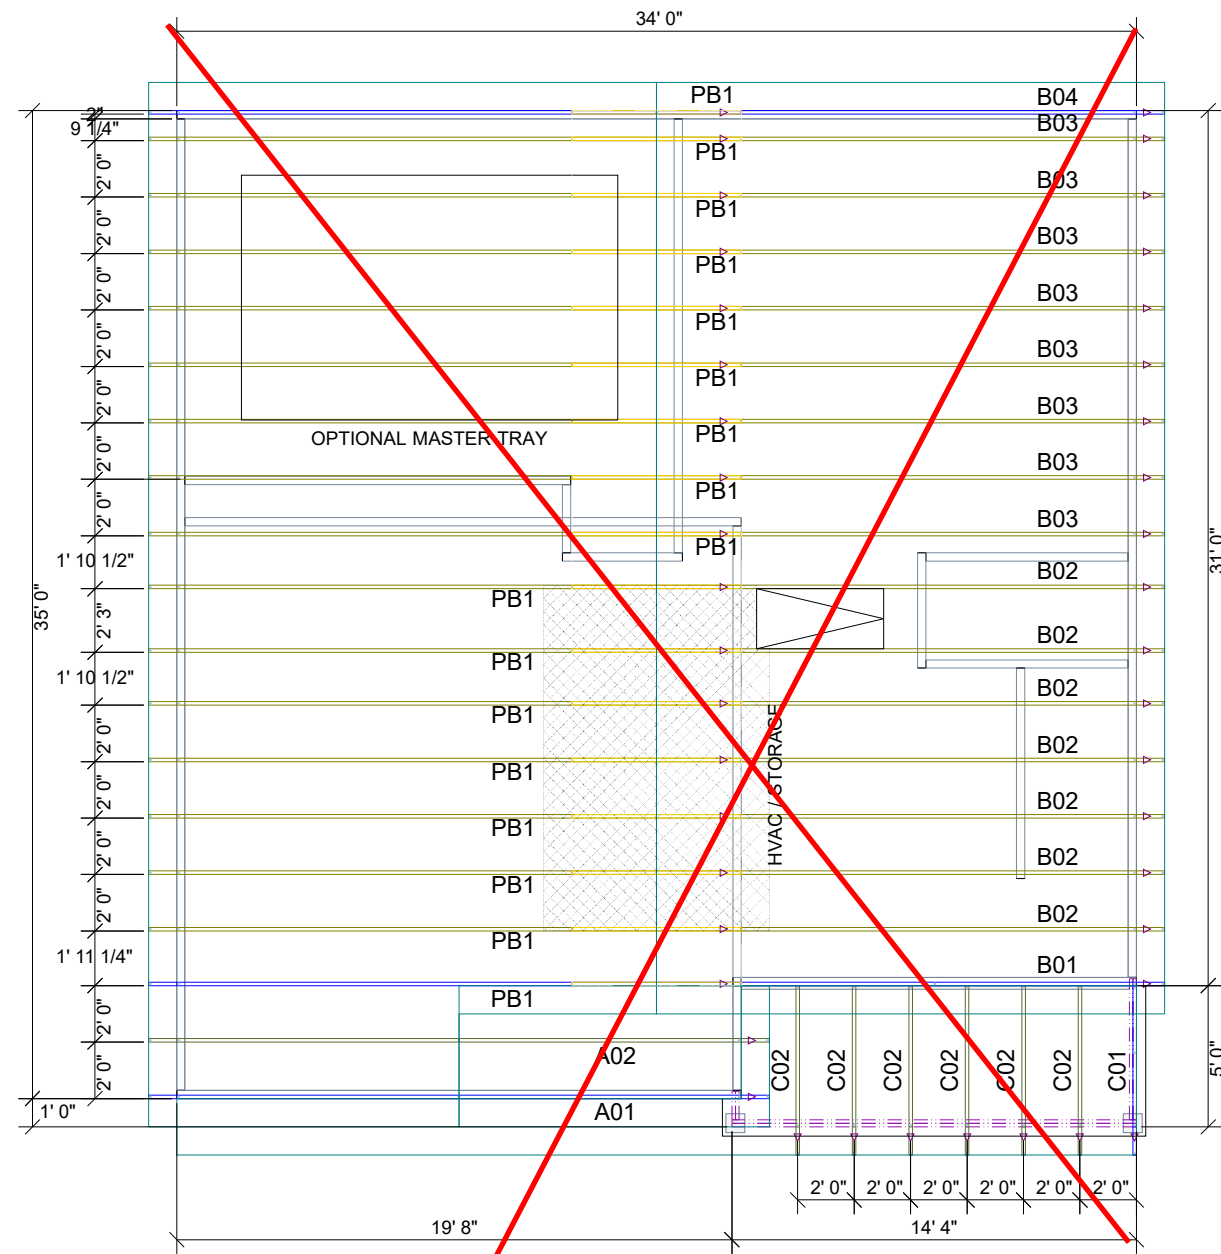 34' 0"
PB1 B04
2"
9 1/4" B03
PB1
2' 0" B03
PB1
2' 0" B03
PB1
2' 0" B03
PB1
2' 0" B03
PB1
2' 0" B03
PB1
OPTIONAL MASTER TRAY
2' 0" B03
PB1
2' 0" B03
PB1
1' 10 1/2" B02
PB1
35' 0" 31' 0"
2' 3" B02
PB1
1' 10 1/2" B02
PB1
2' 0" B02
PB1
HVAC / STORAGE
2' 0" B02
PB1
2' 0" B02
PB1
2' 0" B02
PB1
1' 11 1/4" B01
PB1
2' 0"
A02 C02 C02 C02 C02 C02 C02 C01 5' 0"
2' 0"
1' 0" A01
2' 0" 2' 0" 2' 0" 2' 0" 2' 0" 2' 0"
19' 8" 14' 4"